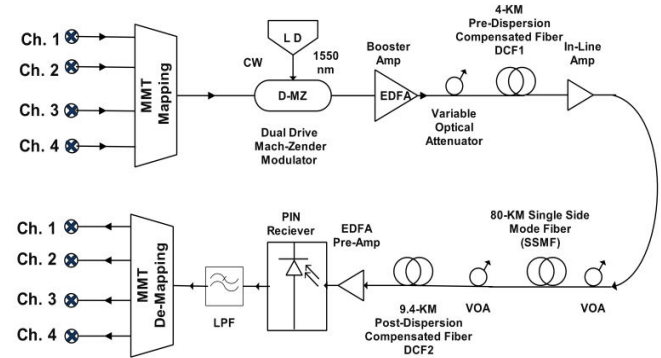 Ch. 1
Ch. 2
Ch. 3
Ch. 4
MMT
Mapping
L D
CW
1550
nm
D-MZ
Dual Drive
Mach-Zender
Modulator
Booster
Amp
EDFA
Variable
Optical
Attenuator
4-KM
Pre-Dispersion
Compensated Fiber
DCF1
In-Line
Amp
Ch. 1
Ch. 2
Ch. 3
Ch. 4
MMT
De-Mapping
LPF
PIN
Reciever
EDFA
Pre-Amp
9.4-KM
Post-Dispersion
Compensated Fiber
DCF2
VOA
80-KM Single Side
Mode Fiber
(SSMF)
VOA